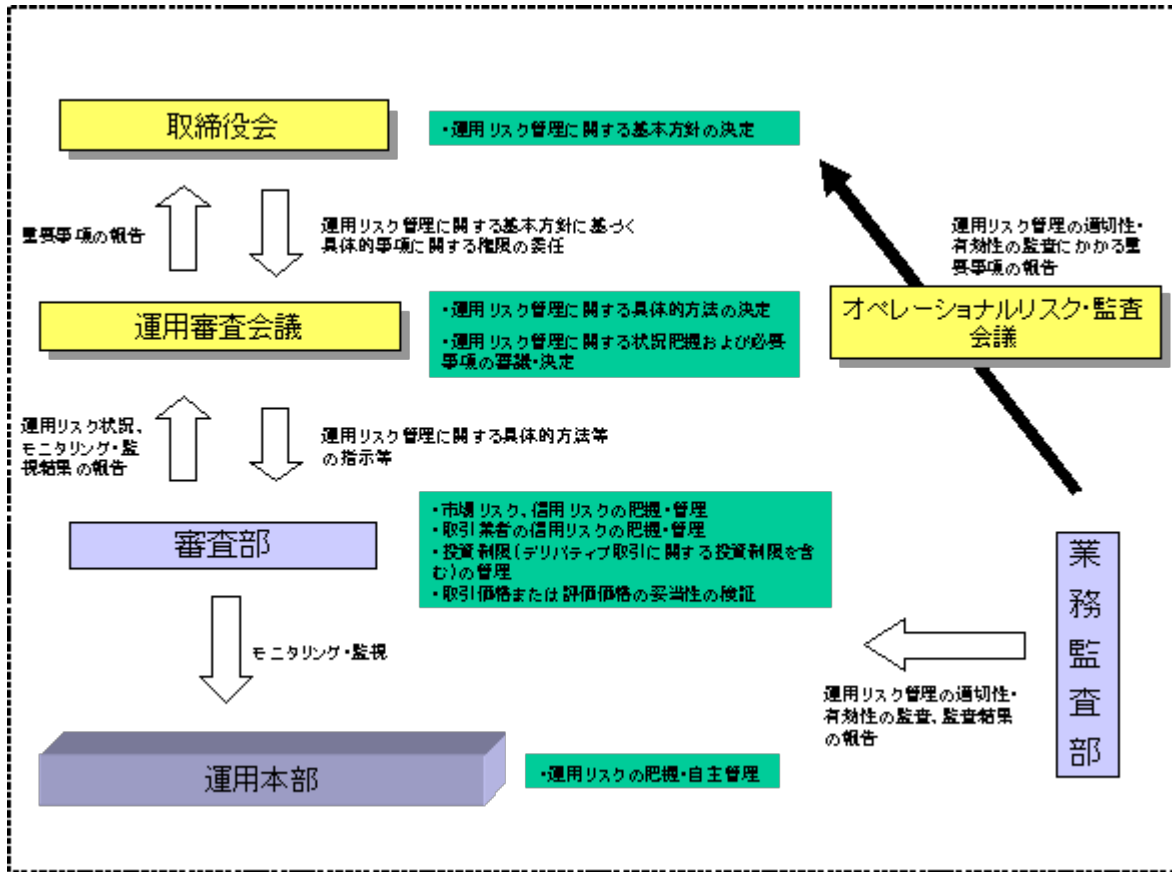 取締役会
・運用リスク管理に関する基本方針の決定
重要事項の報告
運用リスク管理に関する基本方針に基づく
具体的事項に関する権限の委任
運用リスク管理の適切性・
有効性の監査にかかる重
要事項の報告
運用審査会議
・運用リスク管理に関する具体的方法の決定
・運用リスク管理に関する状況把握および必要
事項の審議・決定
オペレーショナルリスク・監査
会議
運用リスク状況、
モニタリング・監
視結果の報告
運用リスク管理に関する具体的方法等
の指示等
審査部
・市場リスク、信用リスクの把握・管理
・取引業者の信用リスクの把握・管理
・投資制限(デリバティブ取引に関する投資制限を含
む)の管理
・取引価格または評価価格の妥当性の検証
業務監査部
モニタリング・監視
運用リスク管理の適切性・
有効性の監査、監査結果
の報告
運用本部
・運用リスクの把握・自主管理